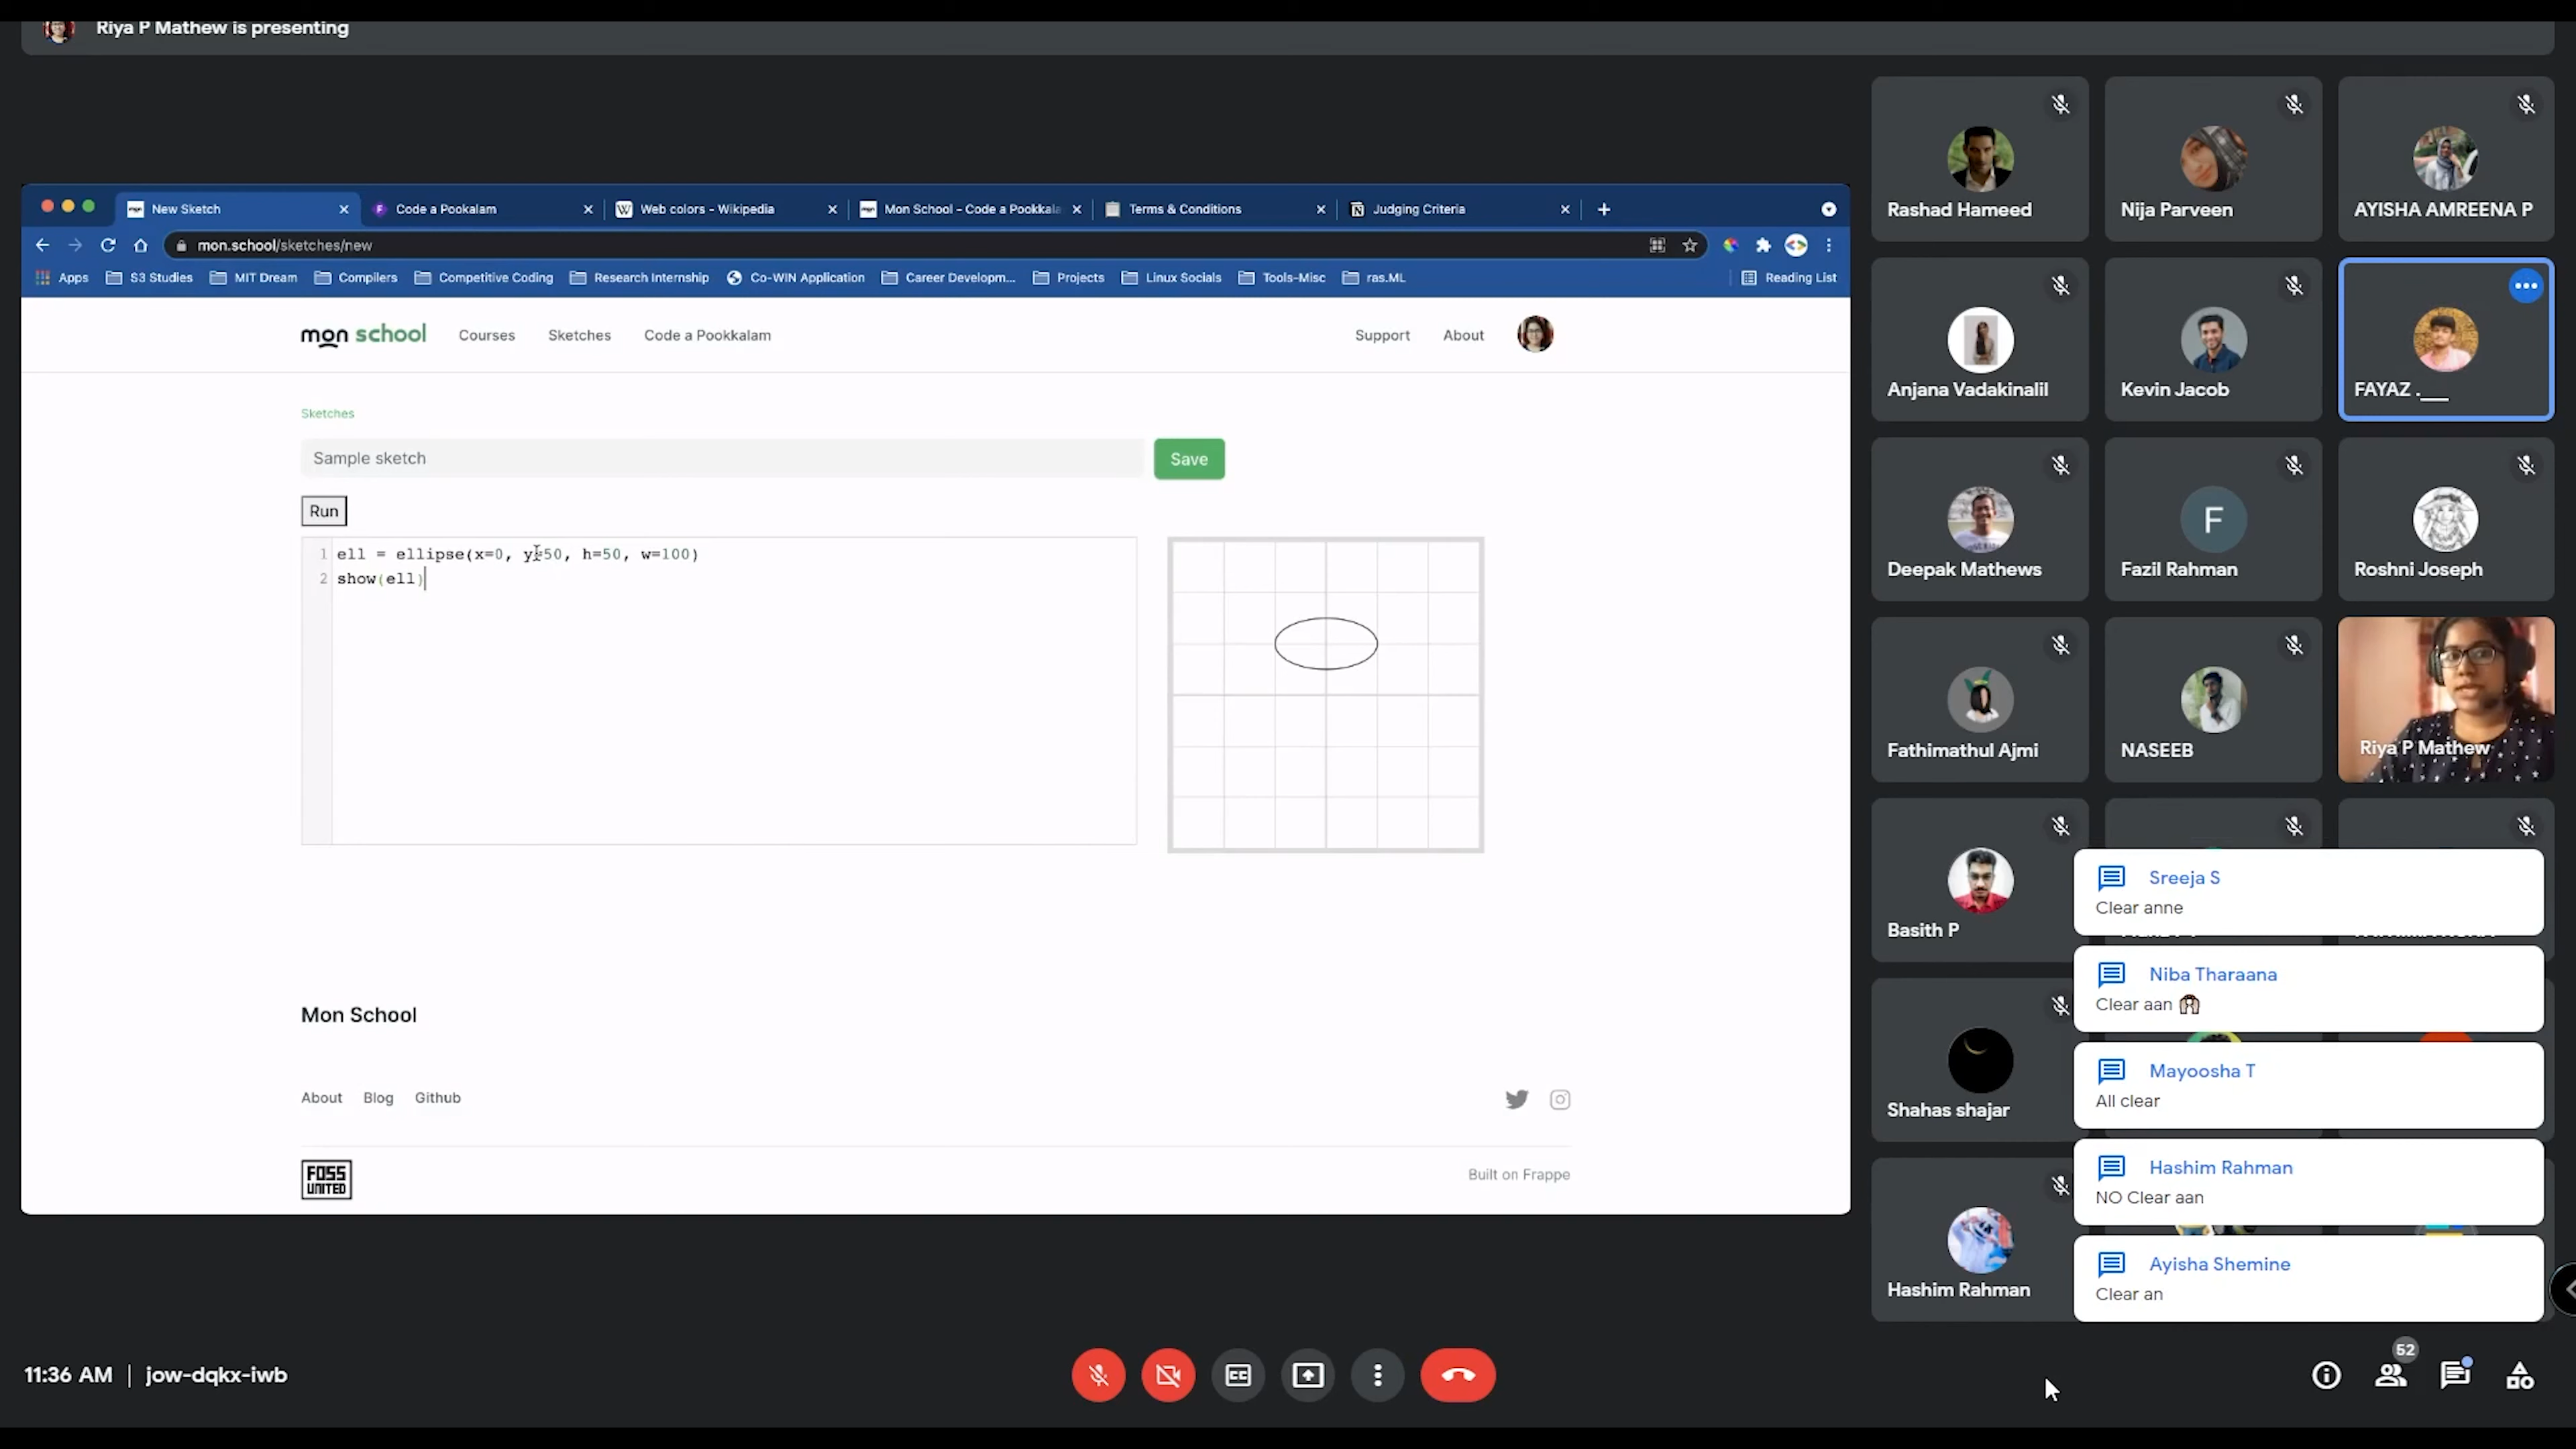 Riya P Mathew is presenting
New Sketch
Code a Pookalam
Web colors - Wikipedia
Mon School - Code a Pookkala
Terms & Conditions
Judging Criteria
mon.school/sketches/new
Apps
S3 Studies
MIT Dream
Compilers
Competitive Coding
Research Internship
Co-WIN Application
Career Developm...
Projects
Linux Socials
Tools-Misc
ras.ML
Reading List
mon school
Courses
Sketches
Code a Pookkalam
Support
About
Sketches
Sample sketch
Save
Run
1 ell = ellipse(x=0, y=50, h=50, w=100)
2 show(ell)
Mon School
About
Blog
Github
FOSS
UNITED
Built on Frappe
Rashad Hameed
Nija Parveen
AYISHA AMREENA P
Anjana Vadakinalil
Kevin Jacob
FAYAZ .___
Deepak Mathews
F
Fazil Rahman
Roshni Joseph
Fathimathul Ajmi
NASEEB
Riya P Mathew
Basith P
Shahas shajar
Hashim Rahman
Sreeja S
Clear anne
Niba Tharaana
Clear aan 🙌
Mayoosha T
All clear
Hashim Rahman
NO Clear aan
Ayisha Shemine
Clear an
11:36 AM | jow-dqkx-iwb
CC
52